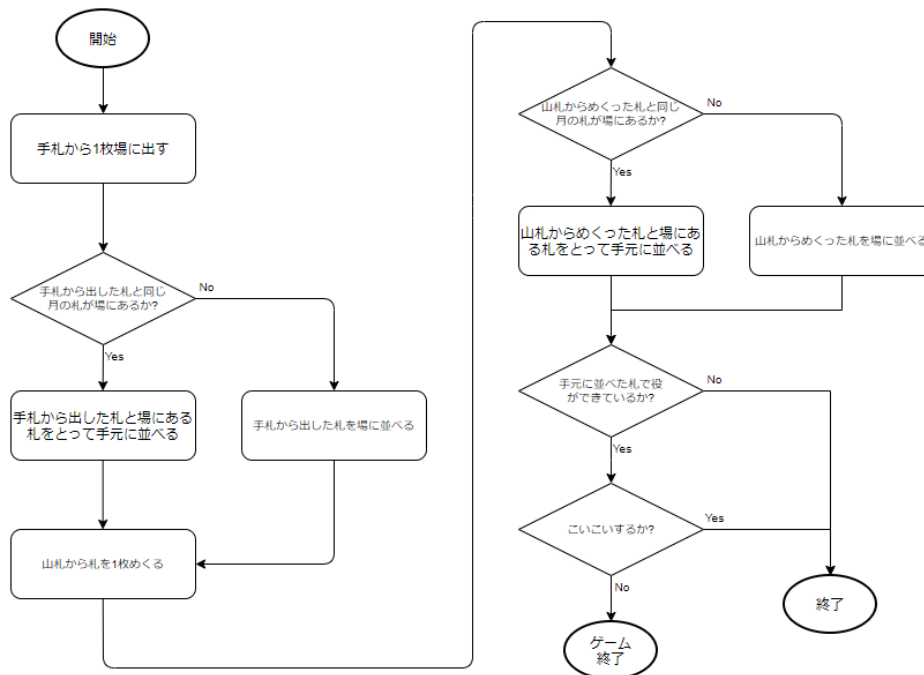 開始
手札から1枚場に出す
手札から出した札と同じ
月の札が場にあるか?
No
Yes
手札から出した札と場にある
札をとって手元に並べる
手札から出した札を場に並べる
山札から札を1枚めくる
山札からめくった札と同じ
月の札が場にあるか?
No
Yes
山札からめくった札と場にあ
る札をとって手元に並べる
山札からめくった札を場に並べる
手元に並べた札で役
ができているか?
No
Yes
こいこいするか?
Yes
No
終了
ゲーム
終了